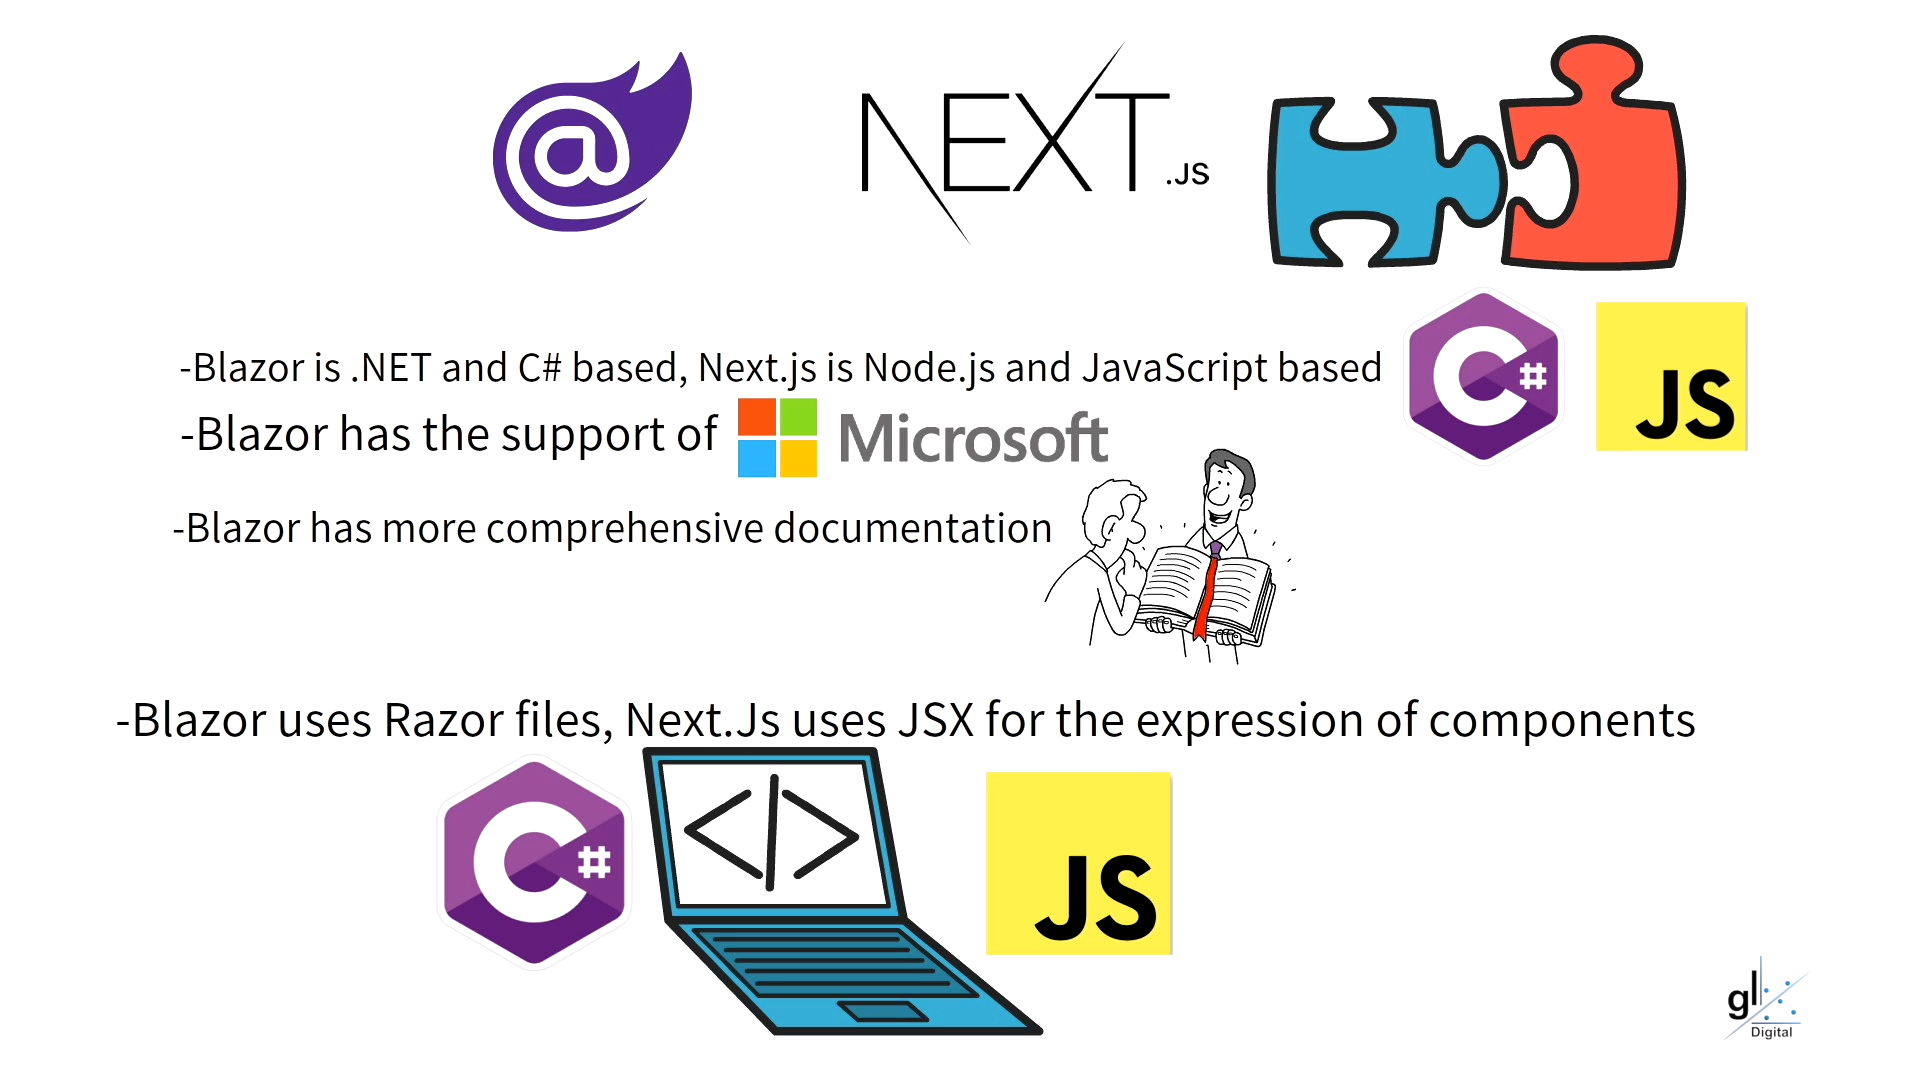 @
NEXT.JS
-Blazor is .NET and C# based, Next.js is Node.js and JavaScript based
C#
JS
-Blazor has the support of Microsoft
-Blazor has more comprehensive documentation
-Blazor uses Razor files, Next.Js uses JSX for the expression of components
C#
</>
JS
gl
Digital